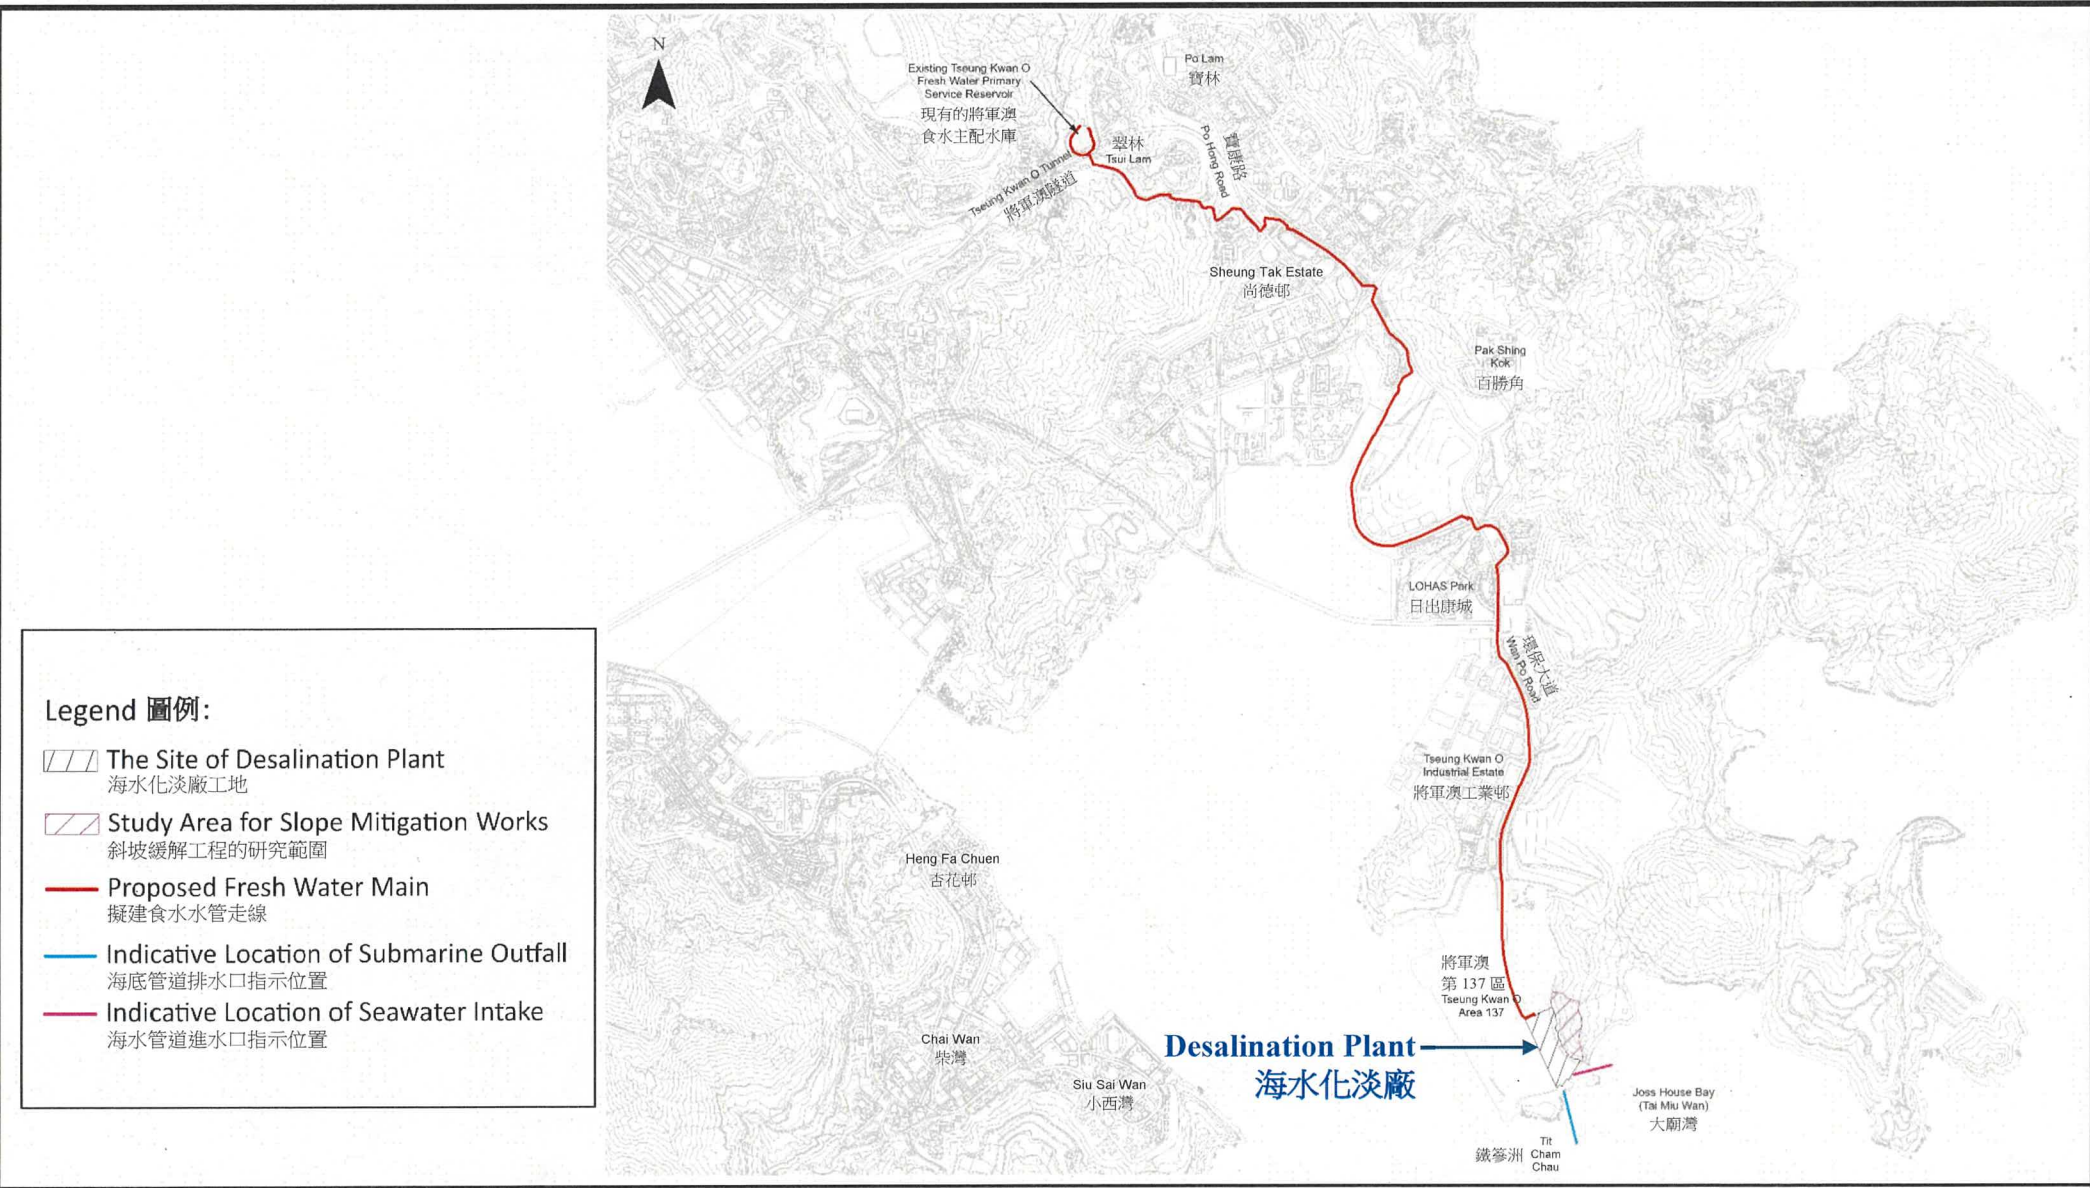 N
Existing Tseung Kwan O
Fresh Water Primary
Service Reservoir
現有的將軍澳
食水主配水庫
Po Lam
寶林
翠林
Tsui Lam
寶康路
Po Hong Road
Tseung Kwan O Tunnel
將軍澳隧道
Sheung Tak Estate
尚德邨
Pak Shing
Kok
百勝角
LOHAS Park
日出康城
環保大道
Wan Po Road
Tseung Kwan O
Industrial Estate
將軍澳工業邨
Heng Fa Chuen
杏花邨
將軍澳
第 137 區
Tseung Kwan O
Area 137
Chai Wan
柴灣
Siu Sai Wan
小西灣
Desalination Plant
海水化淡廠
Joss House Bay
(Tai Miu Wan)
大廟灣
鐵篸洲
Tit
Cham
Chau
Legend 圖例:
The Site of Desalination Plant
海水化淡廠工地
Study Area for Slope Mitigation Works
斜坡緩解工程的研究範圍
Proposed Fresh Water Main
擬建食水水管走線
Indicative Location of Submarine Outfall
海底管道排水口指示位置
Indicative Location of Seawater Intake
海水管道進水口指示位置